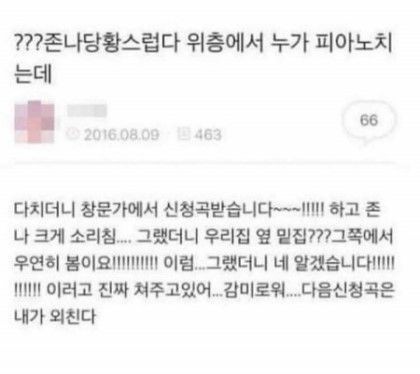 ???존나당황스럽다 위층에서 누가 피아노치
는데
2016.08.09
463
66
다치더니 창문가에서 신청곡받습니다~~~!!!!! 하고 존
나 크게 소리침.... 그랬더니 우리집 옆 밑집???그쪽에서
우연히 봄이요!!!!!!!!!! 이럼...그랬더니 네 알겠습니다!!!!!
!!!!!! 이러고 진짜 쳐주고있어...감미로워....다음신청곡은
내가 외친다